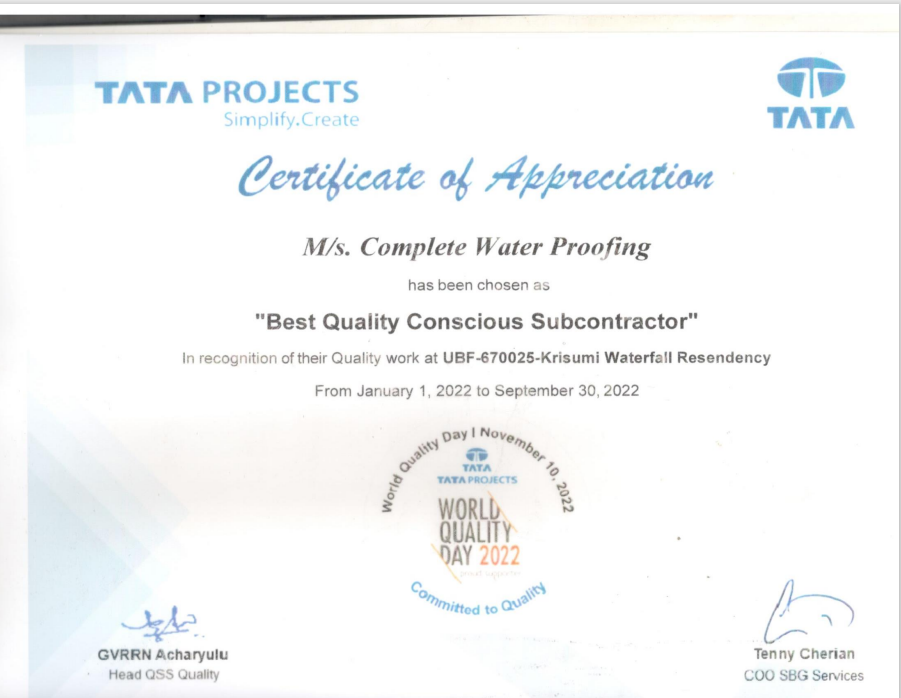 TATA PROJECTS
Simplify.Create
TATA
Certificate of Appreciation
M/s. Complete Water Proofing
has been chosen as
"Best Quality Conscious Subcontractor"
In recognition of their Quality work at UBF-670025-Krisumi Waterfall Resendency
From January 1, 2022 to September 30, 2022
World Quality Day I November 10, 2022
TATA
TATA PROJECTS
WORLD
QUALITY
DAY 2022
Committed to Quality
GVRRN Acharyulu
Head QSS Quality
Tenny Cherian
COO SBG Services